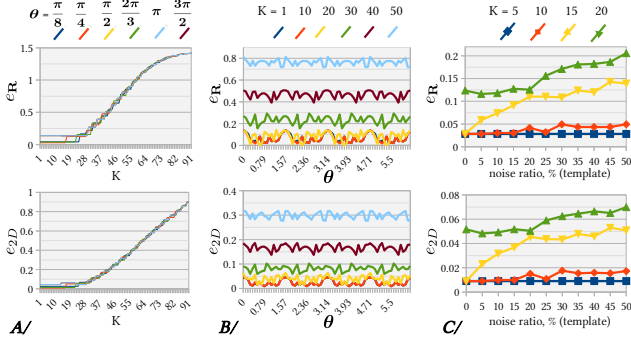 θ = π/8 π/4 π/2 2π/3 π 3π/2
K = 1 10 20 30 40 50
K = 5 10 15 20
e_R
1.5
1
0.5
0
1 10 19 28 37 46 55 64 73 82 91
K
e_R
0.8
0.6
0.4
0.2
0
0 0.79 1.57 2.36 3.14 3.93 4.71 5.5
θ
e_R
0.2
0.15
0.1
0.05
0
0 5 10 15 20 25 30 35 40 45 50
noise ratio, % (template)
e_2D
1
0.8
0.6
0.4
0.2
0
1 10 19 28 37 46 55 64 73 82 91
K
e_2D
0.4
0.3
0.2
0.1
0
0 0.79 1.57 2.36 3.14 3.93 4.71 5.5
θ
e_2D
0.08
0.06
0.04
0.02
0
0 5 10 15 20 25 30 35 40 45 50
noise ratio, % (template)
A/ B/ C/